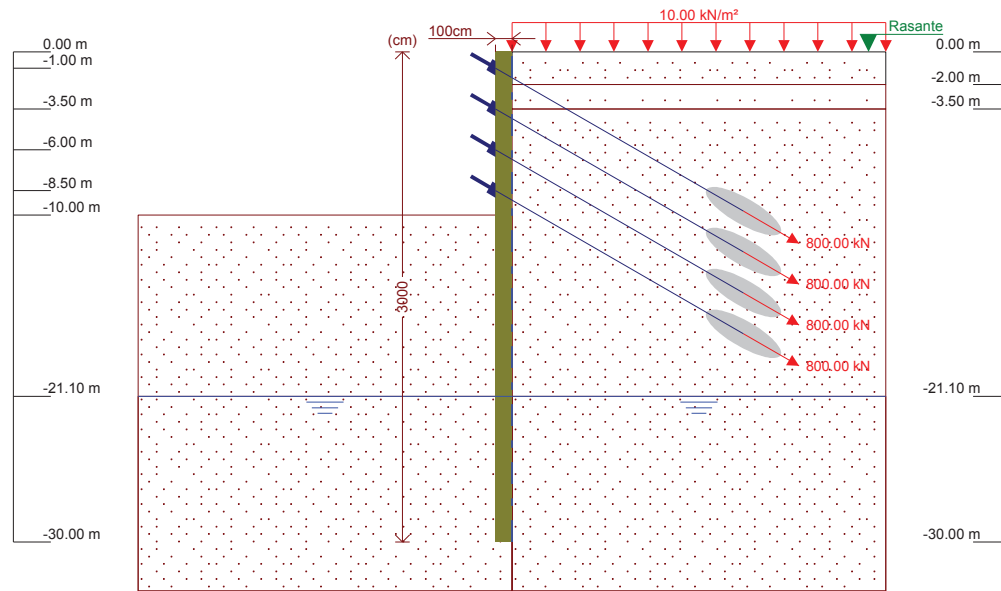 10.00 kN/m²
Rasante
100cm
(cm)
0.00 m
-1.00 m
-3.50 m
-6.00 m
-8.50 m
-10.00 m
-21.10 m
-30.00 m
3000
800.00 kN
800.00 kN
800.00 kN
800.00 kN
0.00 m
-2.00 m
-3.50 m
-21.10 m
-30.00 m